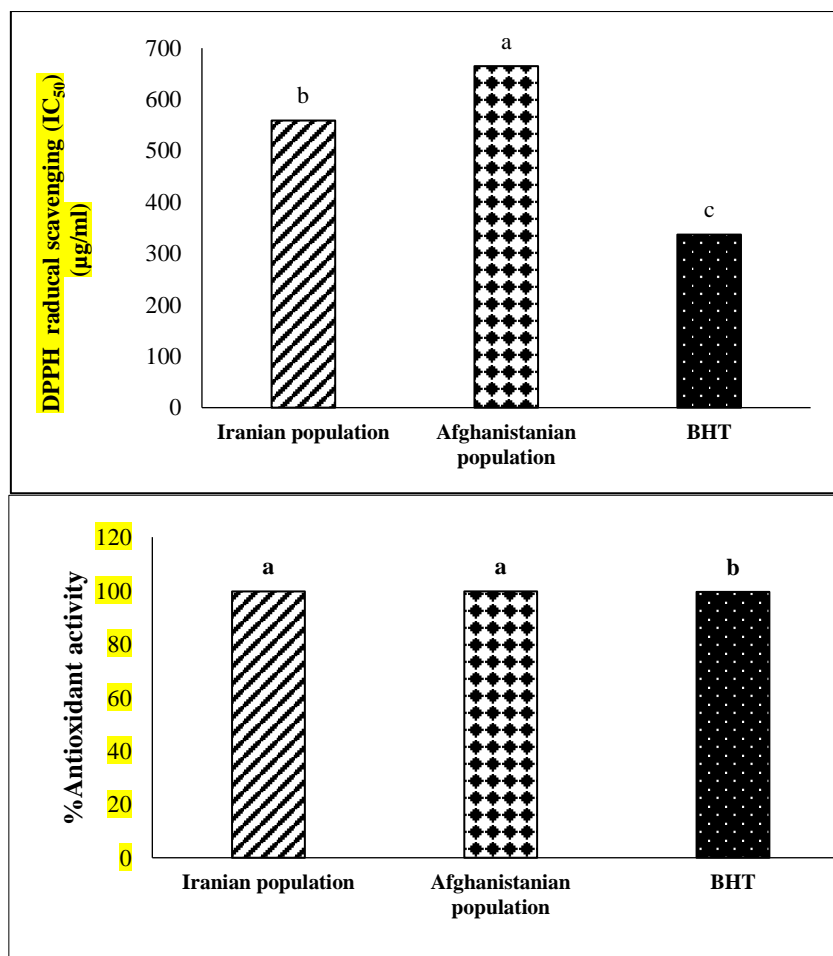 DPPH raducal scavenging (IC50)
(µg/ml)
700
600
500
400
300
200
100
0
b
a
c
Iranian population
Afghanistanian
population
BHT
%Antioxidant activity
120
100
80
60
40
20
0
a
a
b
Iranian population
Afghanistanian
population
BHT